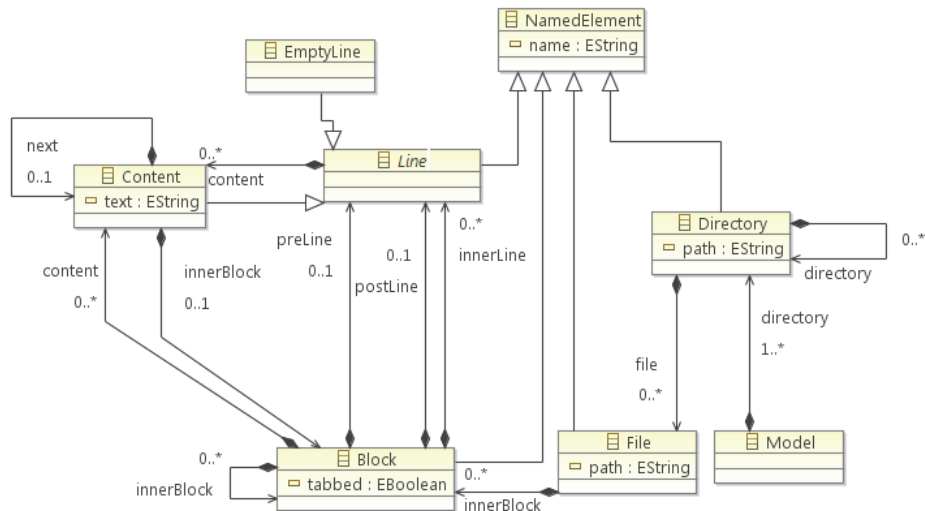 NamedElement
name : EString
EmptyLine
next
0..1
0..*
content
Line
Content
text : EString
preLine
0..1
0..1
postLine
0..*
innerLine
Directory
path : EString
0..*
directory
content
0..*
innerBlock
0..1
directory
1..*
file
0..*
Block
tabbed : EBoolean
0..*
innerBlock
0..*
innerBlock
File
path : EString
Model